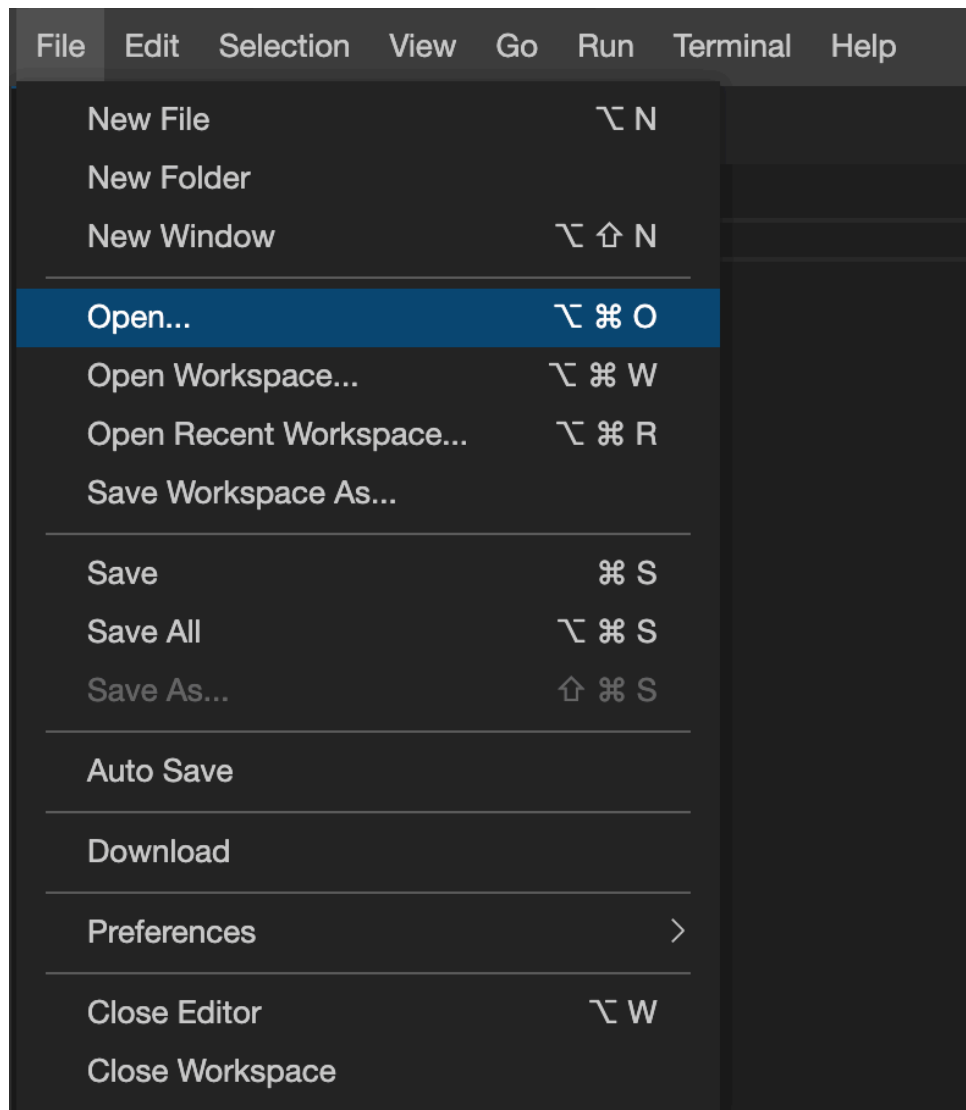 File Edit Selection View Go Run Terminal Help
New File ⌥ N
New Folder
New Window ⌥ ⇧ N
Open... ⌥ ⌘ O
Open Workspace... ⌥ ⌘ W
Open Recent Workspace... ⌥ ⌘ R
Save Workspace As...
Save ⌘ S
Save All ⌥ ⌘ S
Save As... ⇧ ⌘ S
Auto Save
Download
Preferences >
Close Editor ⌥ W
Close Workspace